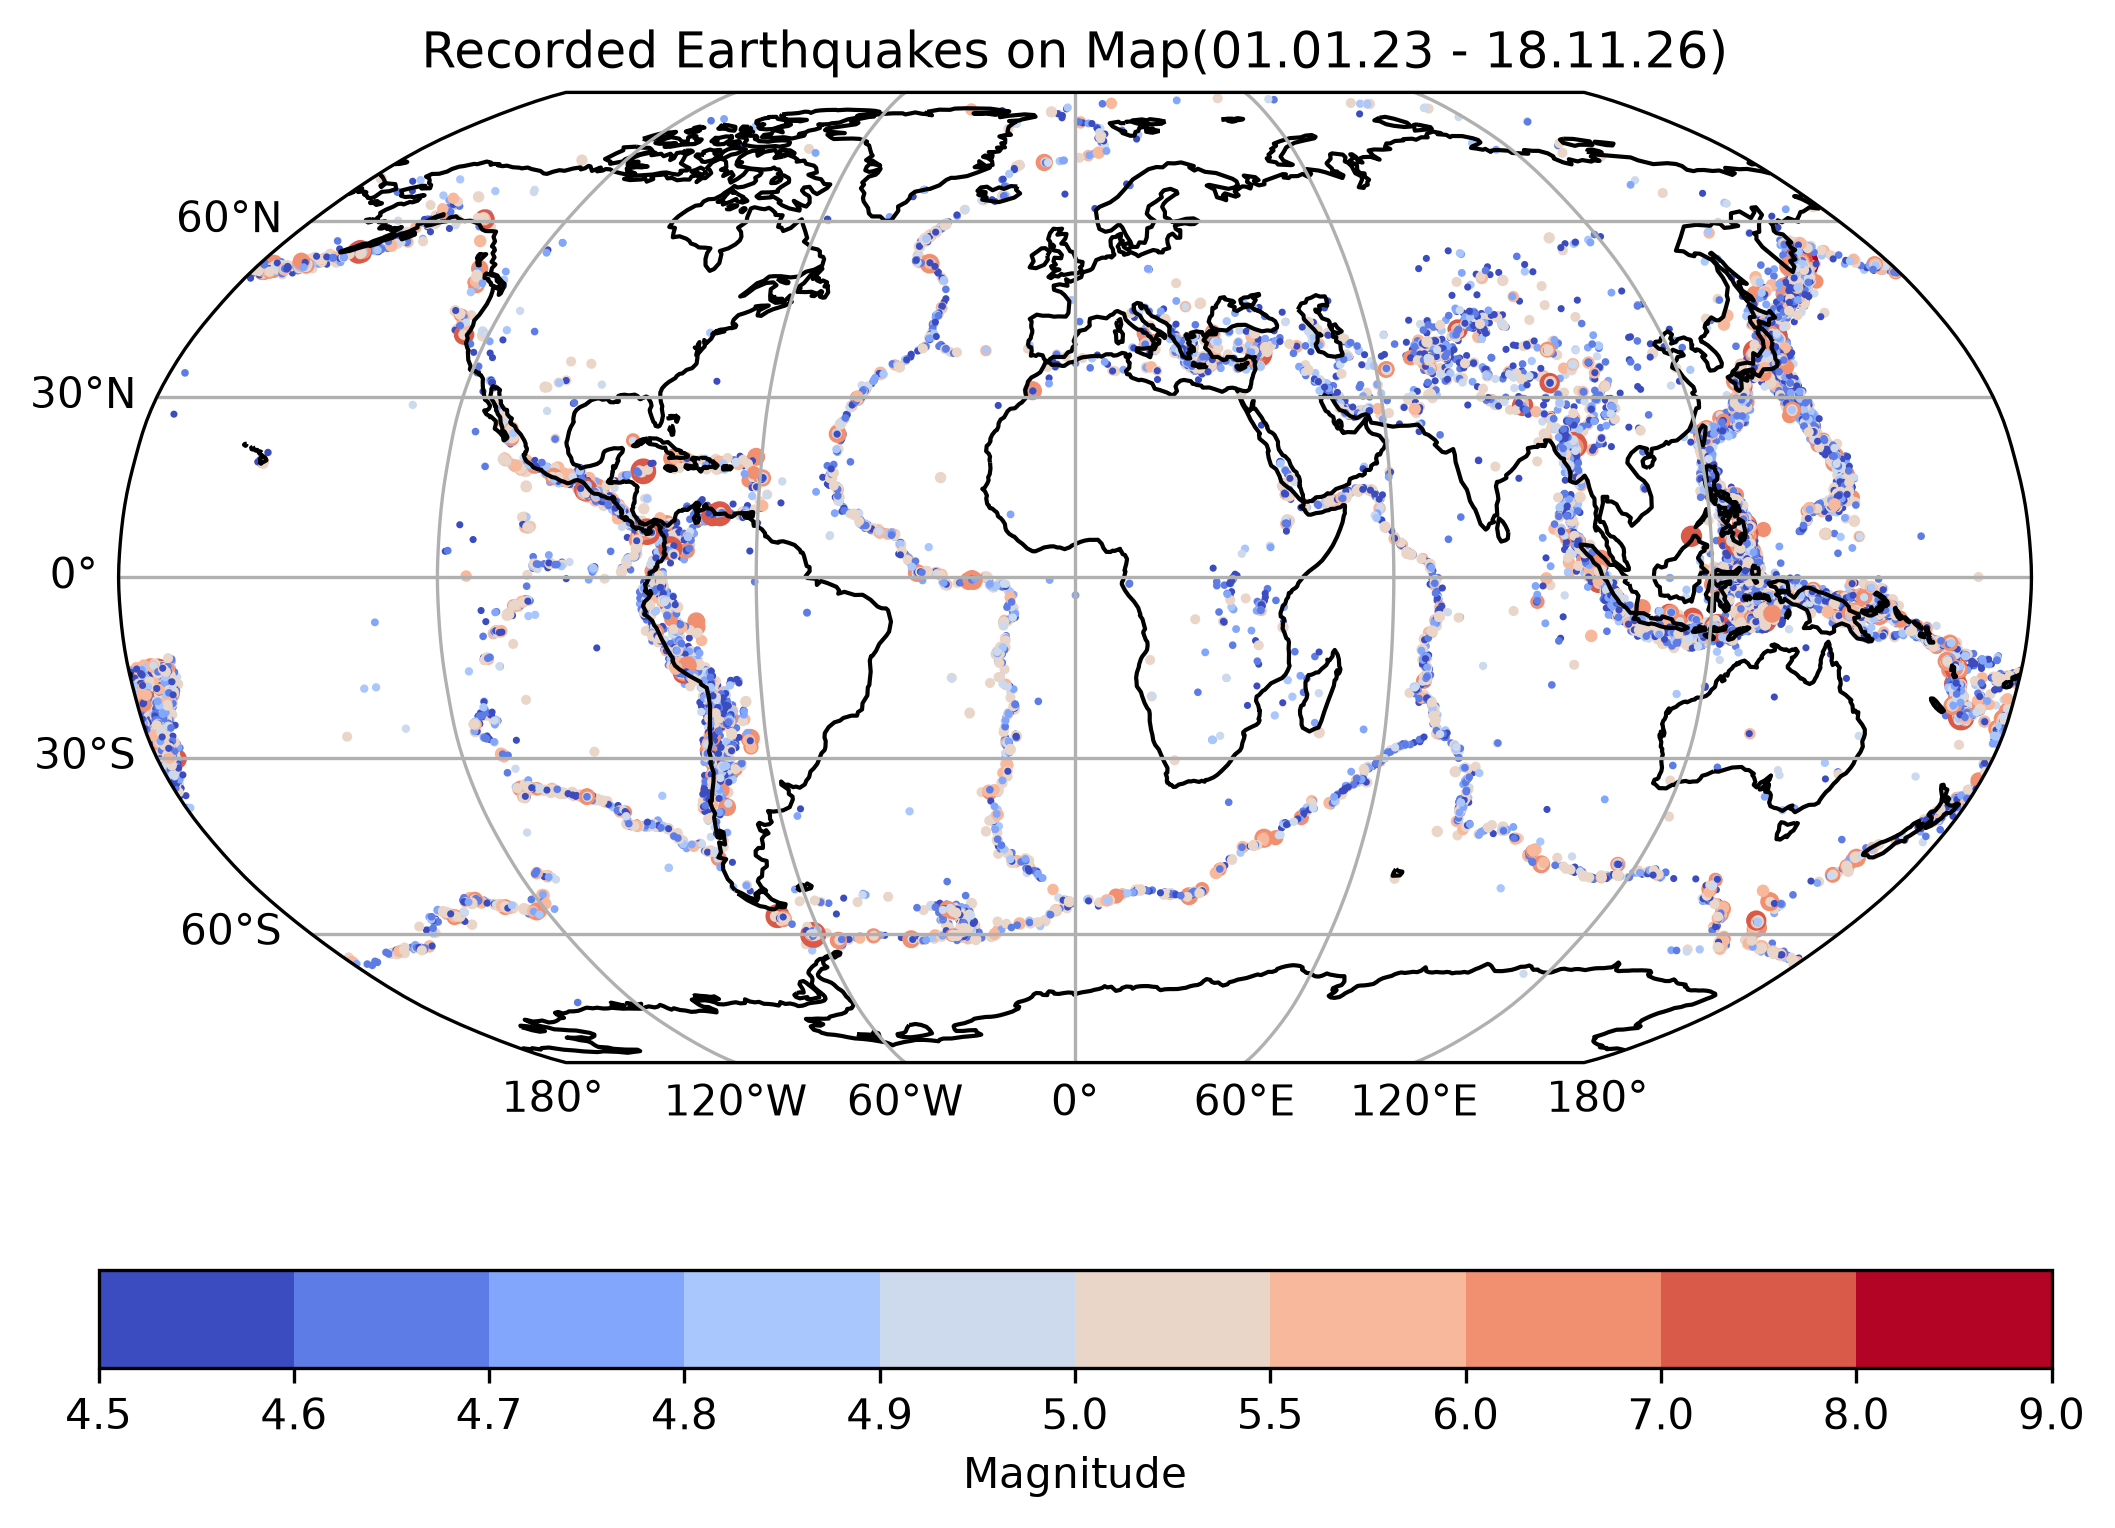 Recorded Earthquakes on Map(01.01.23 - 18.11.26)
60°N
30°N
0°
30°S
60°S
180° 120°W 60°W 0° 60°E 120°E 180°
4.5 4.6 4.7 4.8 4.9 5.0 5.5 6.0 7.0 8.0 9.0
Magnitude